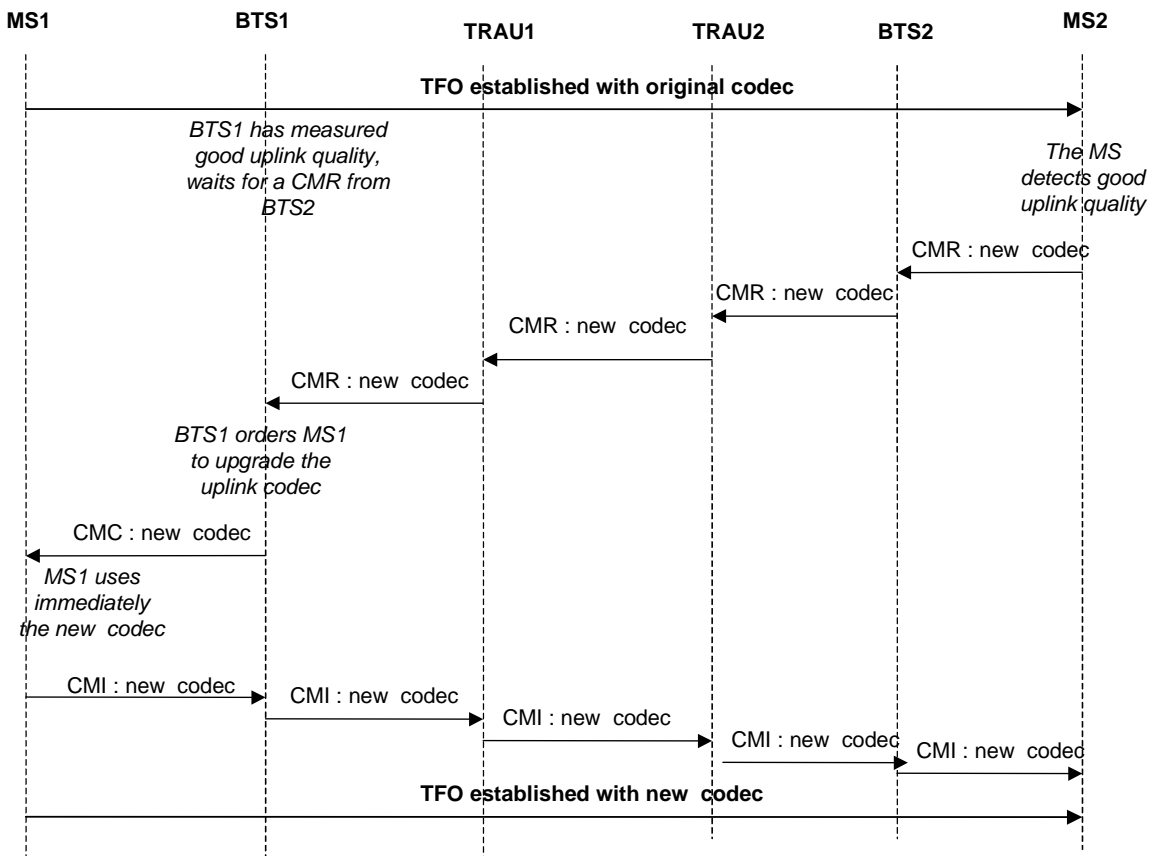 MS1 BTS1 TRAU1 TRAU2 BTS2 MS2
TFO established with original codec
BTS1 has measured
good uplink quality,
waits for a CMR from
BTS2
The MS
detects good
uplink quality
CMR : new codec
CMR : new codec
CMR : new codec
CMR : new codec
BTS1 orders MS1
to upgrade the
uplink codec
CMC : new codec
MS1 uses
immediately
the new codec
CMI : new codec
CMI : new codec
CMI : new codec
CMI : new codec
CMI : new codec
TFO established with new codec